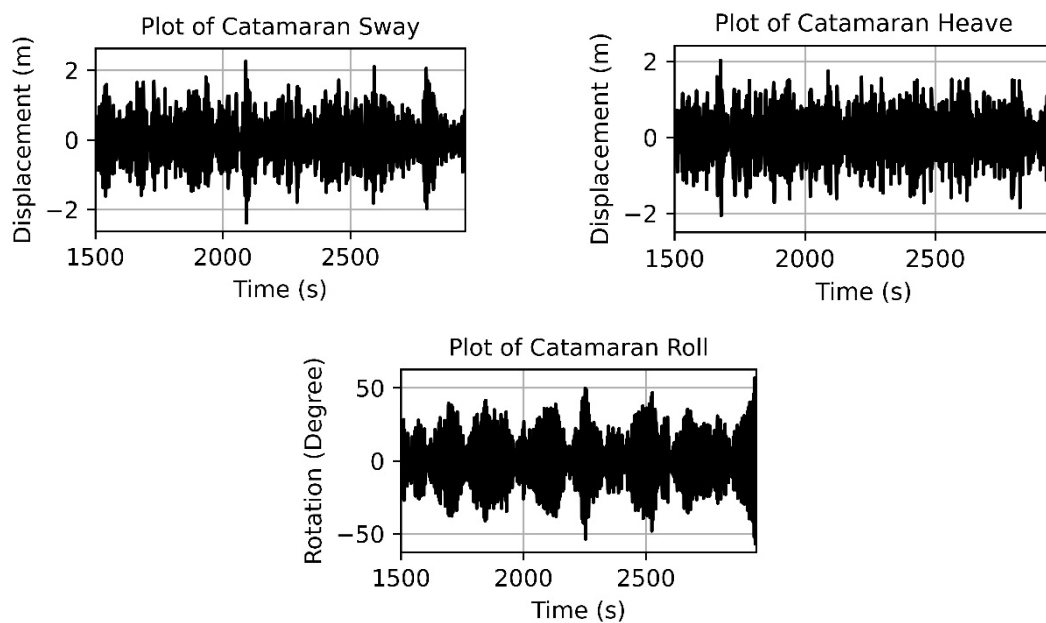 Plot of Catamaran Sway
Displacement (m)
2
0
−2
1500 2000 2500
Time (s)
Plot of Catamaran Heave
Displacement (m)
2
0
−2
1500 2000 2500
Time (s)
Plot of Catamaran Roll
Rotation (Degree)
50
0
−50
1500 2000 2500
Time (s)